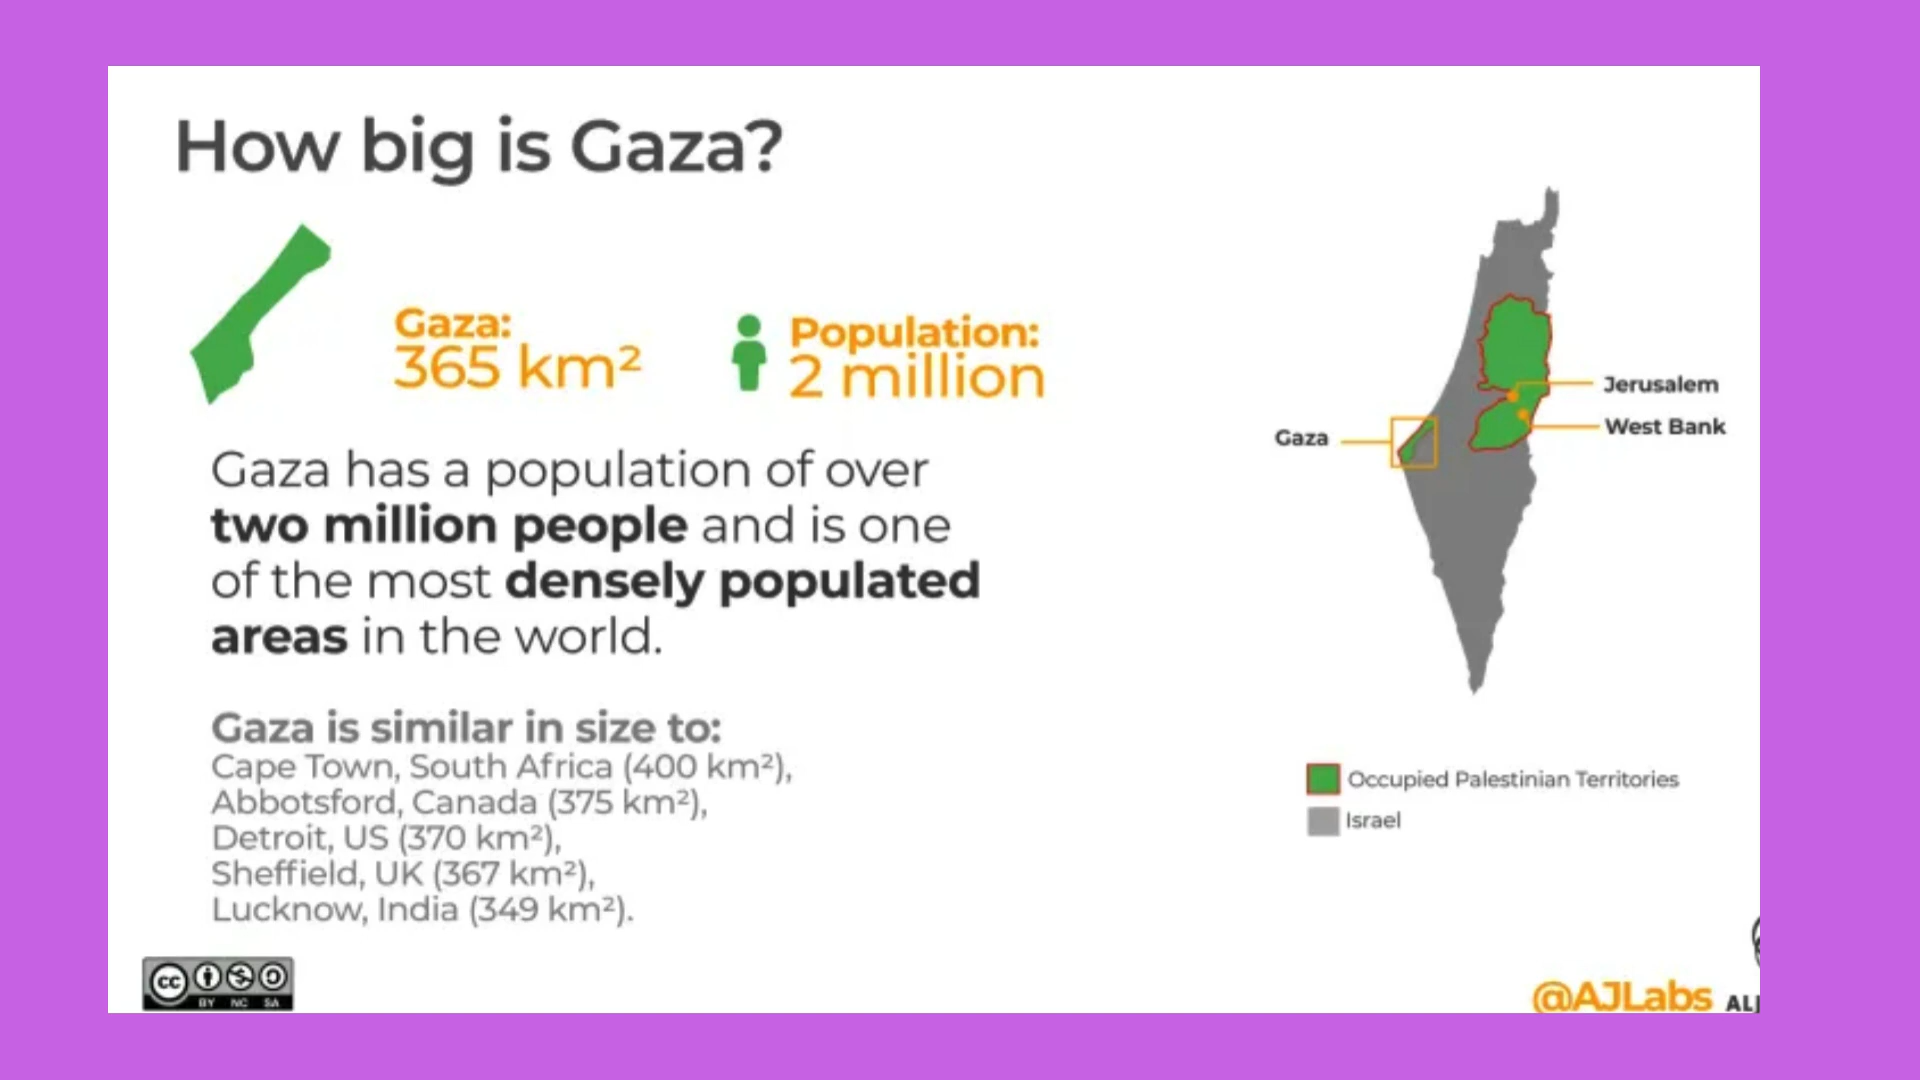 How big is Gaza?
Gaza:
365 km²
Population:
2 million
Gaza has a population of over
two million people and is one
of the most densely populated
areas in the world.
Gaza is similar in size to:
Cape Town, South Africa (400 km²),
Abbotsford, Canada (375 km²),
Detroit, US (370 km²),
Sheffield, UK (367 km²),
Lucknow, India (349 km²).
Jerusalem
West Bank
Gaza
Occupied Palestinian Territories
Israel
cc
BY NC SA
@AJLabs